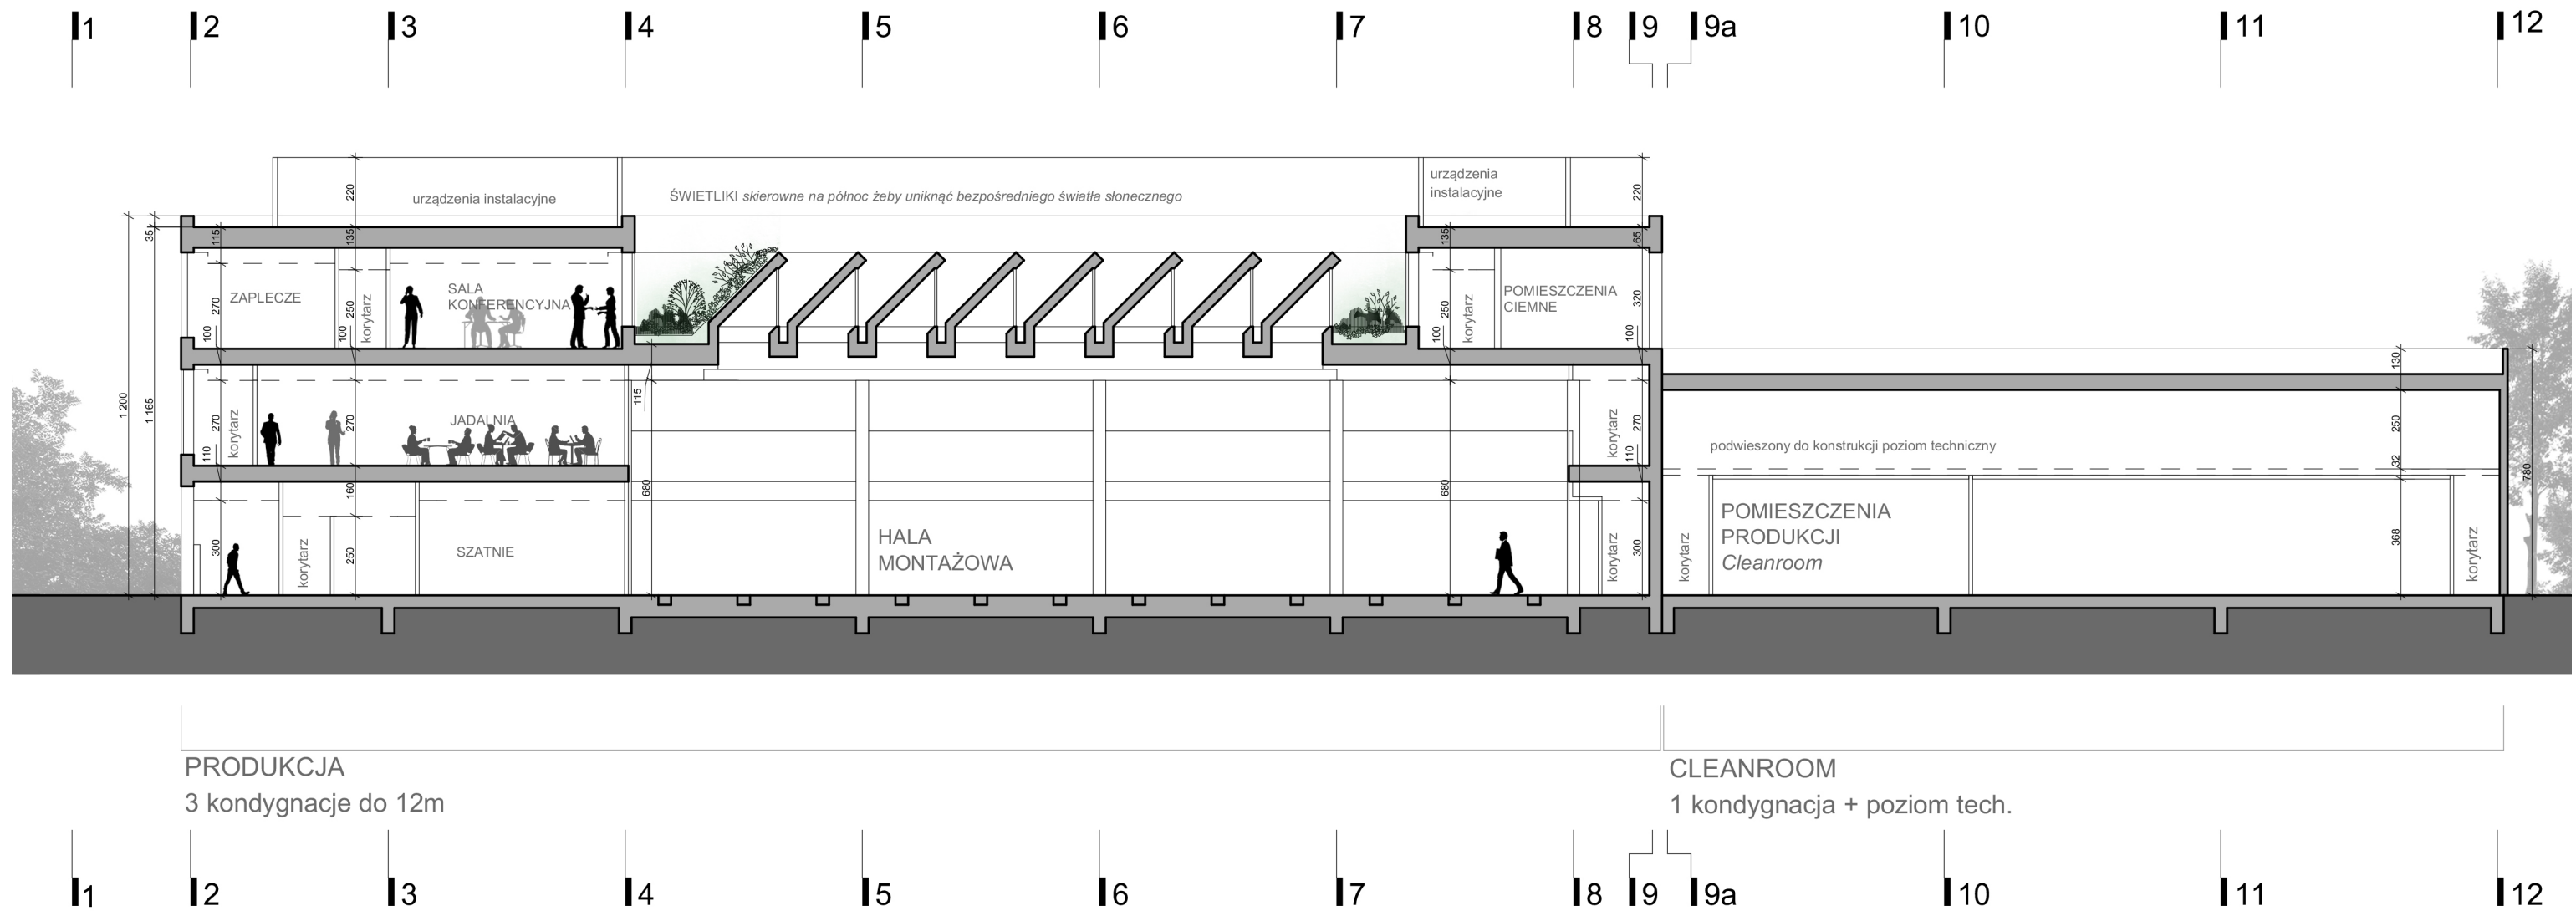 1 2 3 4 5 6 7 8 9 9a 10 11 12
220
urządzenia instalacyjne
ŚWIETLIKI skierowne na północ żeby uniknąć bezpośredniego światła słonecznego
urządzenia
instalacyjne
220
35
115
135
135
65
ZAPLECZE
270
100
250
100
korytarz
SALA
KONFERENCYJNA
250
100
korytarz
POMIESZCZENIA
CIEMNE
320
100
1 200
1 165
270
110
korytarz
270
JADALNIA
115
korytarz
270
110
130
250
podwieszony do konstrukcji poziom techniczny
32
780
160
680
680
300
korytarz
250
SZATNIE
HALA
MONTAŻOWA
korytarz
300
korytarz
POMIESZCZENIA
PRODUKCJI
Cleanroom
368
korytarz
PRODUKCJA
3 kondygnacje do 12m
CLEANROOM
1 kondygnacja + poziom tech.
1 2 3 4 5 6 7 8 9 9a 10 11 12